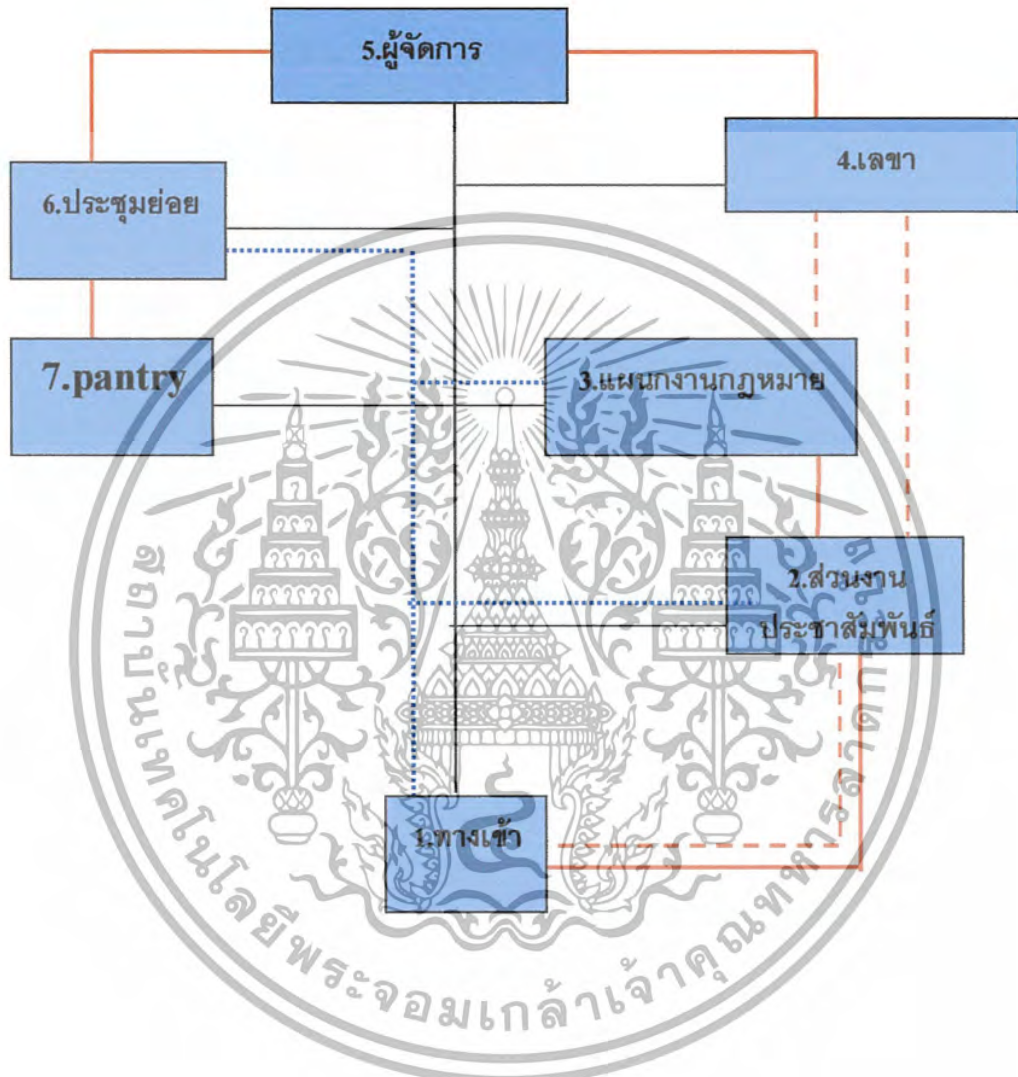 5.ผู้จัดการ
4.เลขา
6.ประชุมย่อย
7.pantry
3.แผนกงานกฎหมาย
2.ส่วนงาน
ประชาสัมพันธ์
1.ทางเข้า
สถาบันเทคโนโลยีพระจอมเกล้าเจ้าคุณทหารลาดกระบัง